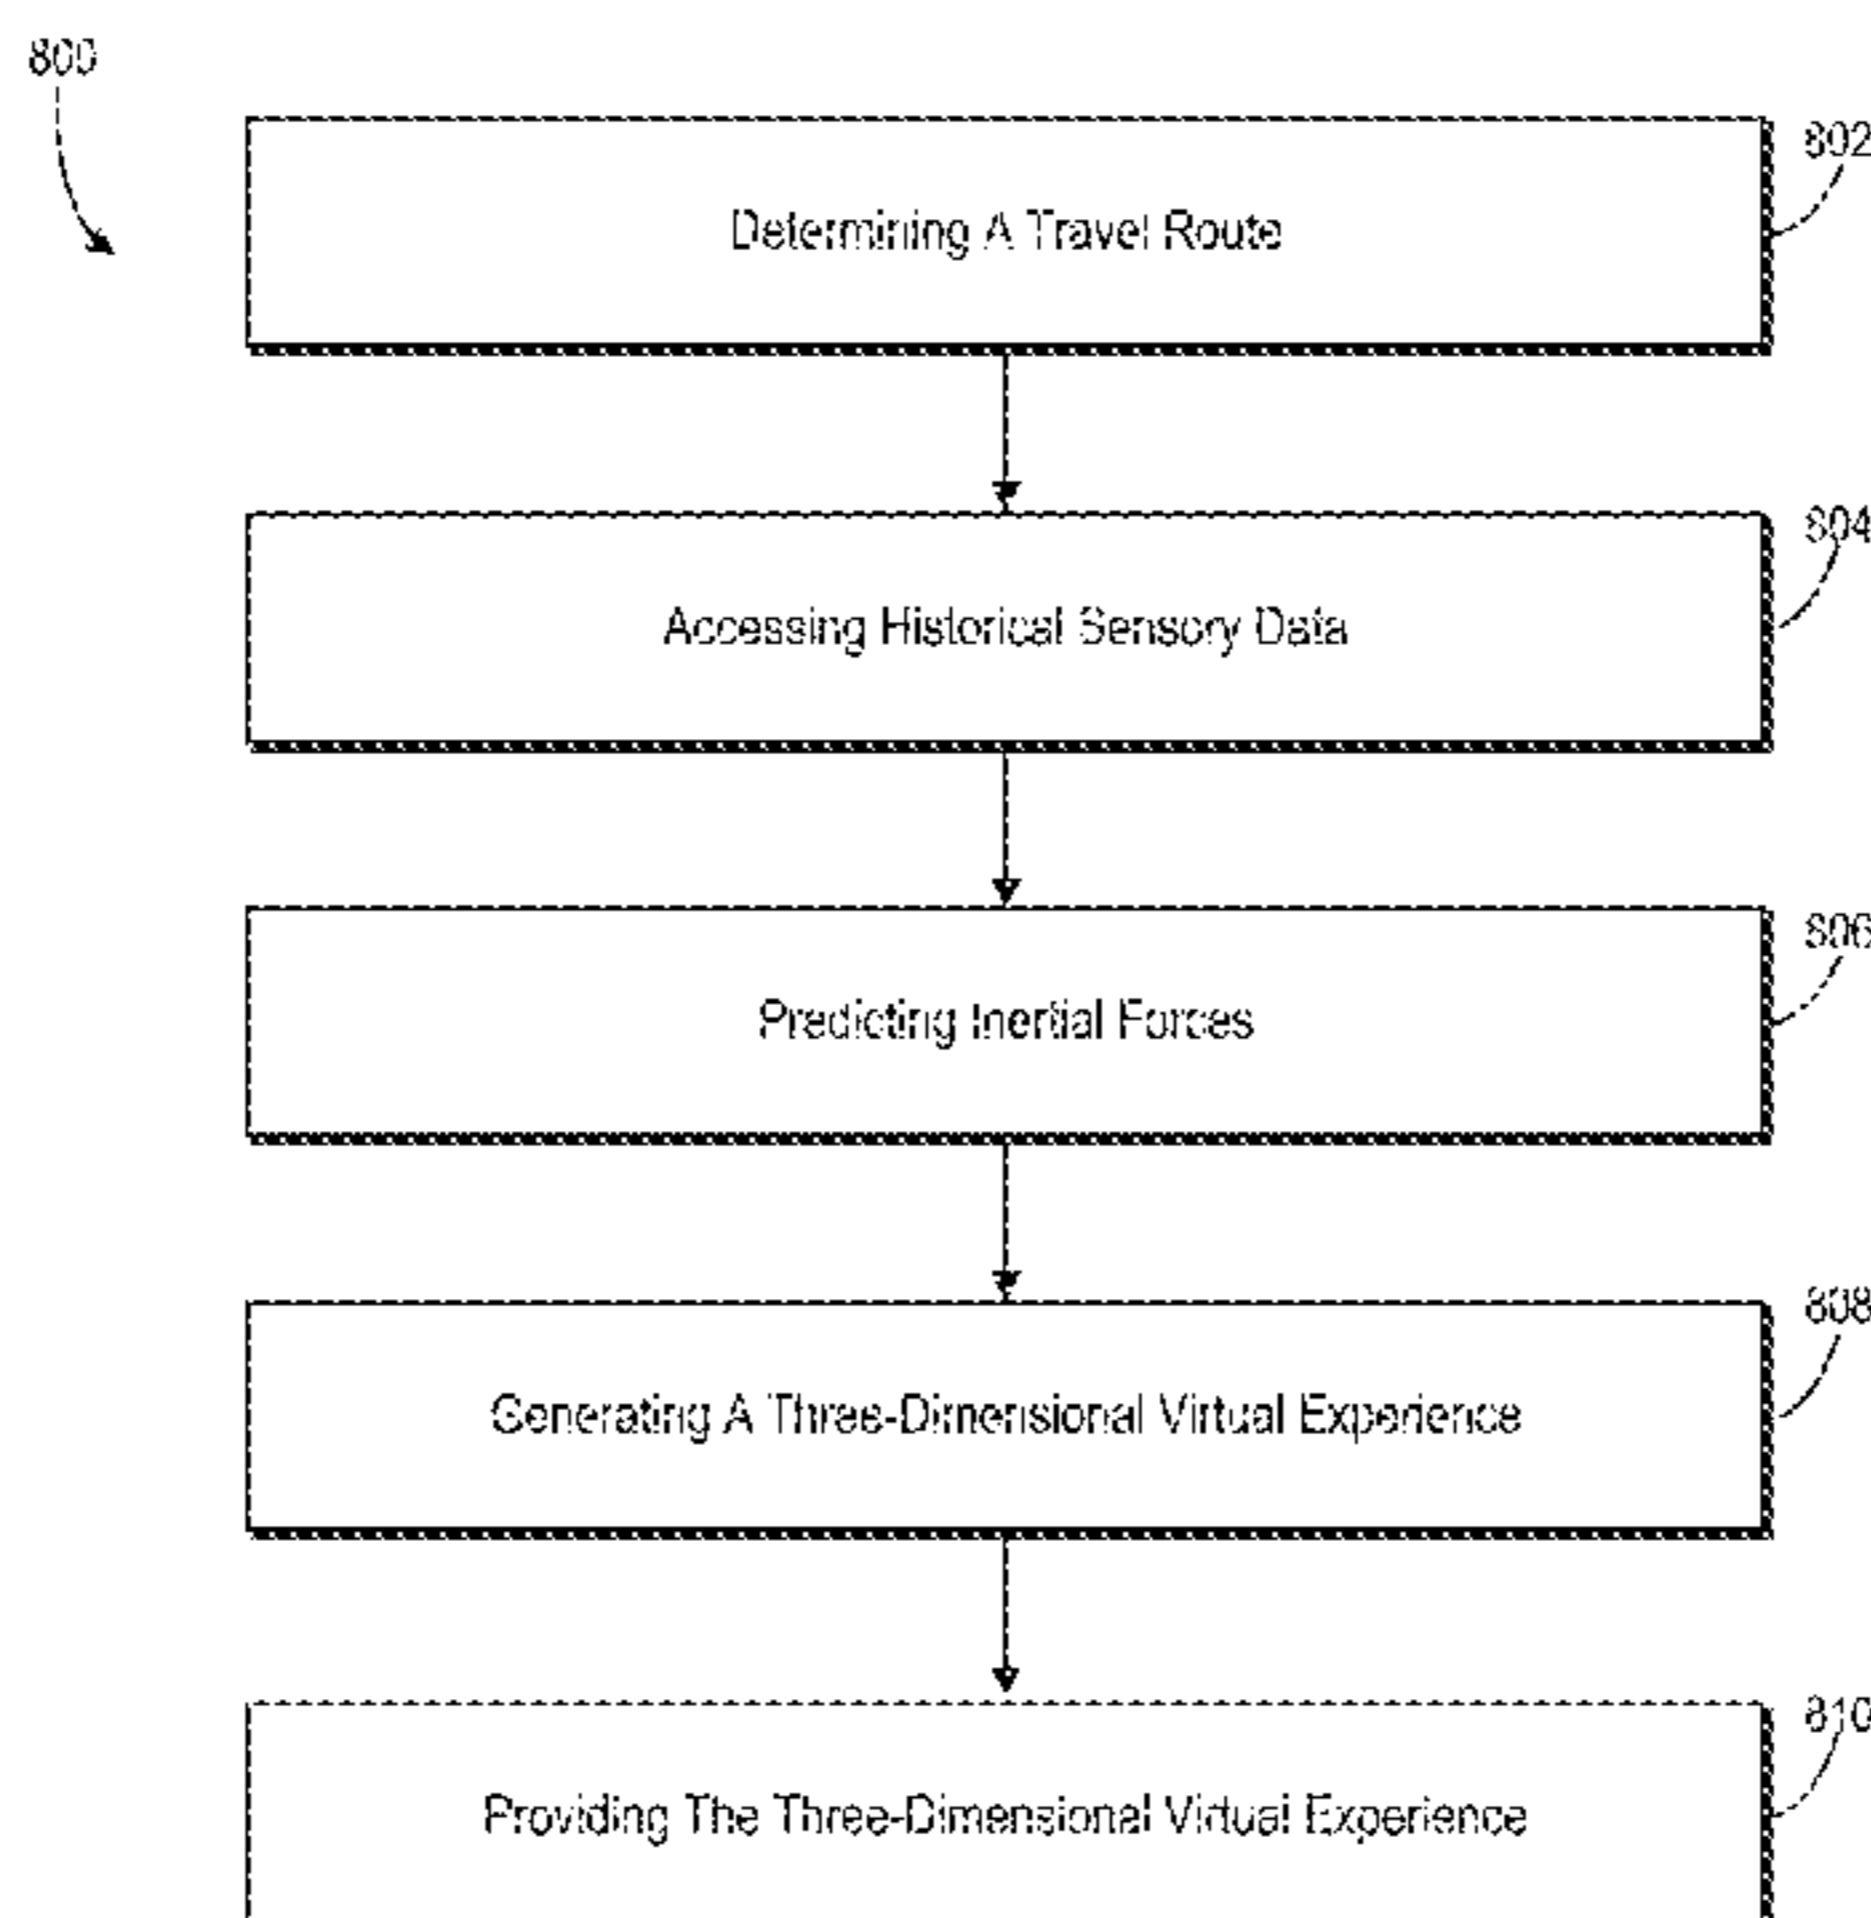 800
802
Determining A Travel Route
804
Accessing Historical Sensory Data
806
Predicting Inertial Forces
808
Generating A Three-Dimensional Virtual Experience
810
Providing The Three-Dimensional Virtual Experience